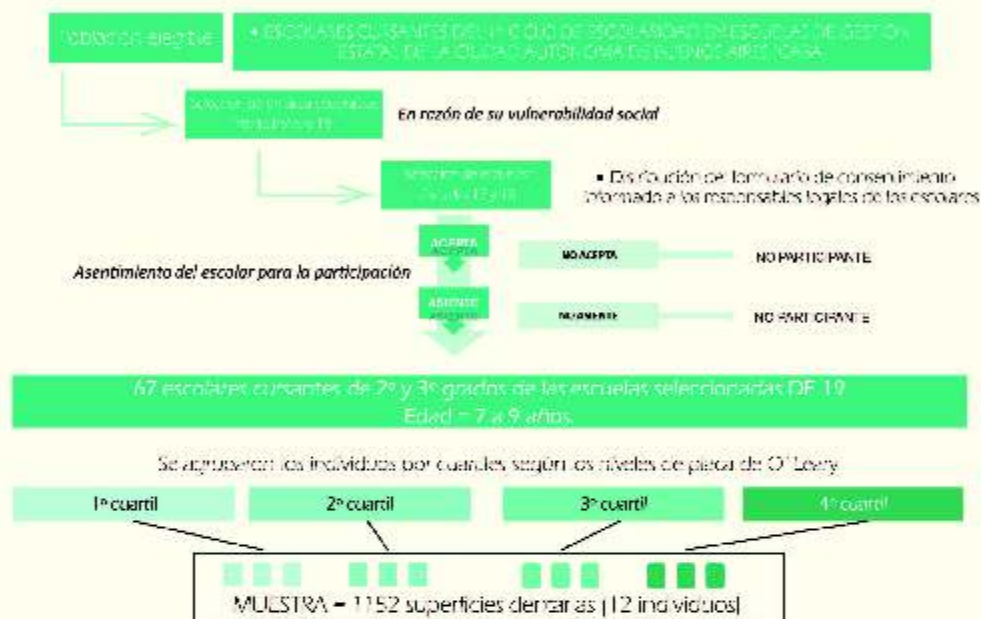 Población elegible
• ESCOLARES CURSANTES DEL 1º CICLO DE ESCOLARIDAD EN ESCUELAS DE GESTIÓN
ESTATAL DE LA CIUDAD AUTÓNOMA DE BUENOS AIRES (CABA)
En razón de su vulnerabilidad social
Selección de escuelas
• Distribución del formulario de consentimiento
informado a los responsables legales de los escolares
ACEPTA
NO ACEPTA
NO PARTICIPANTE
Asentimiento del escolar para la participación
ASIENTE
NO ASIENTE
NO PARTICIPANTE
67 escolares cursantes de 2º y 3º grados de las escuelas seleccionadas DE 19
Edad = 7 a 9 años
Se agruparon los individuos por cuartiles según los niveles de placa de O´Leary
1º cuartil
2º cuartil
3º cuartil
4º cuartil
MUESTRA = 1152 superficies dentarias (12 individuos)